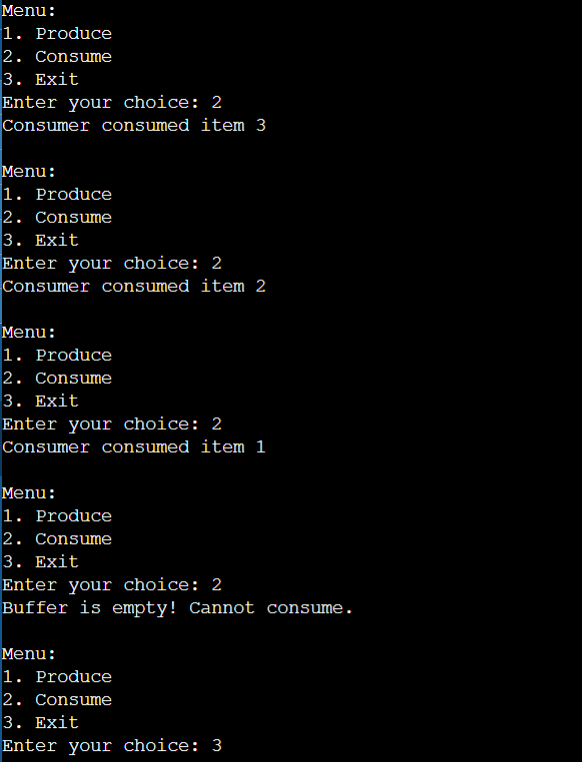 Menu:
1. Produce
2. Consume
3. Exit
Enter your choice: 2
Consumer consumed item 3
Menu:
1. Produce
2. Consume
3. Exit
Enter your choice: 2
Consumer consumed item 2
Menu:
1. Produce
2. Consume
3. Exit
Enter your choice: 2
Consumer consumed item 1
Menu:
1. Produce
2. Consume
3. Exit
Enter your choice: 2
Buffer is empty! Cannot consume.
Menu:
1. Produce
2. Consume
3. Exit
Enter your choice: 3